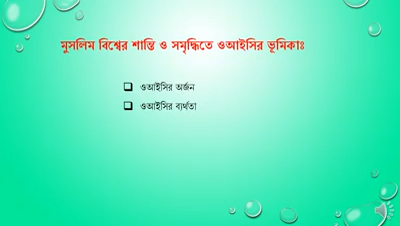 মুসলিম বিশ্বের শান্তি ও সমৃদ্ধিতে ওআইসির ভূমিকাঃ
ওআইসির অর্জন
ওআইসির ব্যর্থতা